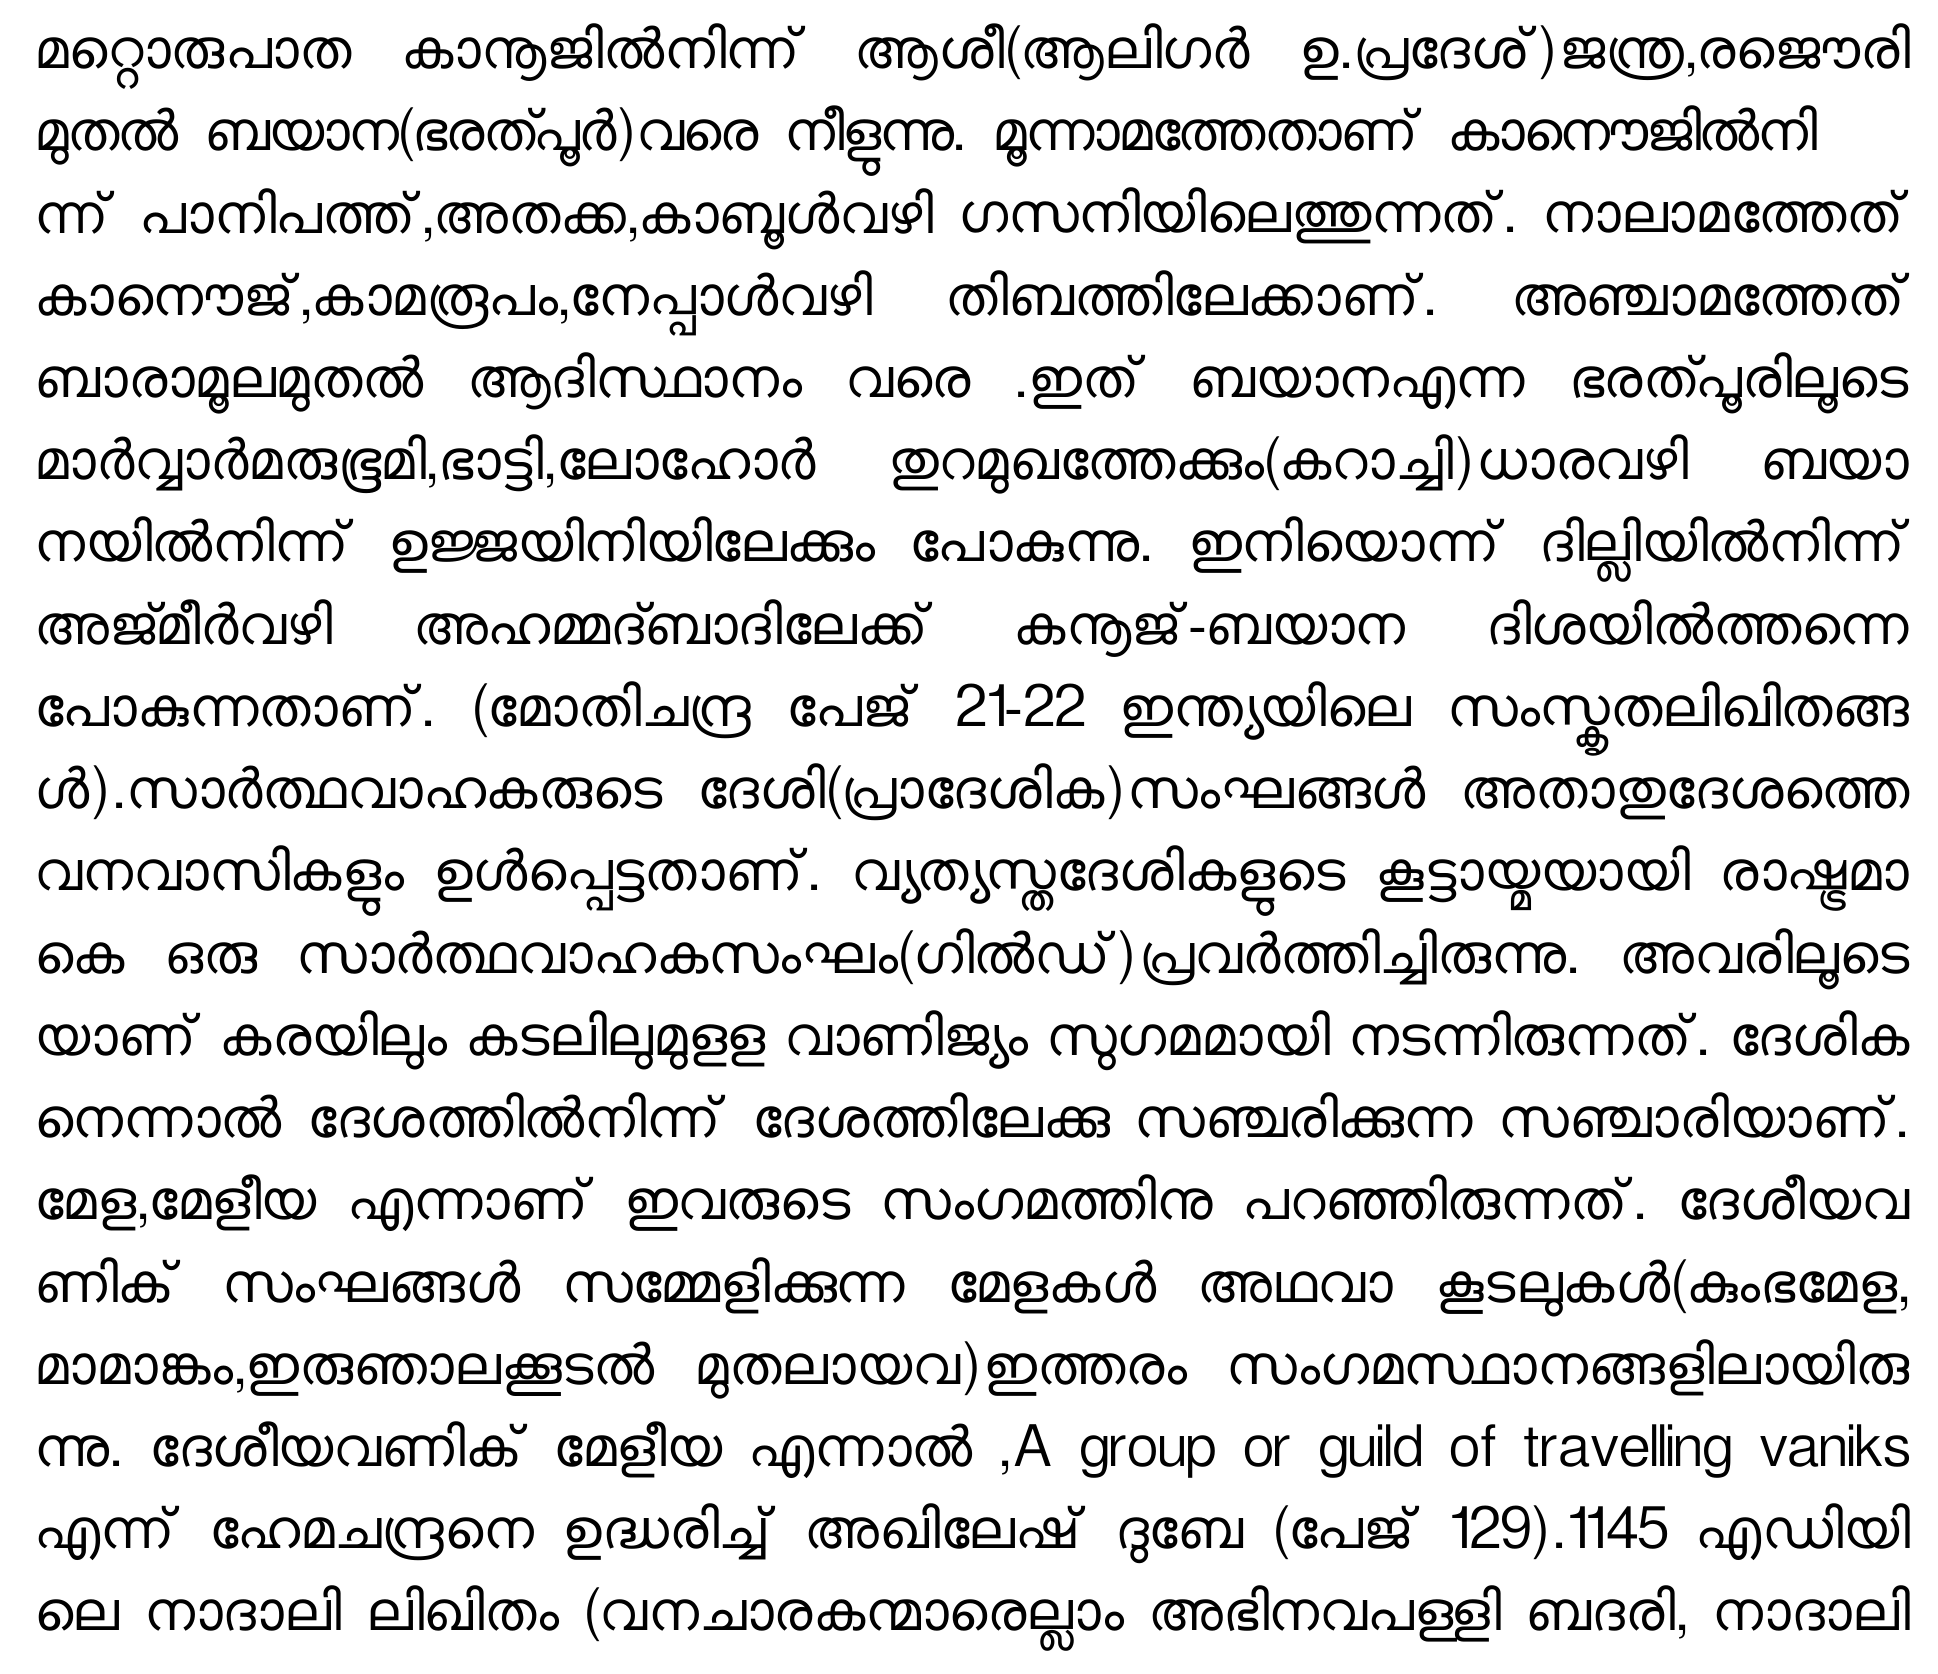 മറ്റൊരുപാത കാനൂജിൽനിന്ന് ആശീ(ആലിഗർ ഉ.പ്രദേശ്)ജന്ത്ര,രജൌരി
മുതൽ ബയാന(ഭരത്പൂർ)വരെ നീളുന്നു. മൂന്നാമത്തേതാണ് കാനൌജിൽനി
ന്ന് പാനിപത്ത്,അതക്ക,കാബൂൾവഴി ഗസനിയിലെത്തുന്നത്. നാലാമത്തേത്
കാനൌജ്,കാമരൂപം,നേപ്പാൾവഴി തിബത്തിലേക്കാണ്. അഞ്ചാമത്തേത്
ബാരാമൂലമുതൽ ആദിസ്ഥാനം വരെ .ഇത് ബയാനഎന്ന ഭരത്പൂരിലൂടെ
മാർവ്വാർമരുഭൂമി,ഭാട്ടി,ലോഹോർ തുറമുഖത്തേക്കും(കറാച്ചി)ധാരവഴി ബയാ
നയിൽനിന്ന് ഉജ്ജയിനിയിലേക്കും പോകുന്നു. ഇനിയൊന്ന് ദില്ലിയിൽനിന്ന്
അജ്മീർവഴി അഹമ്മദ്ബാദിലേക്ക് കനൂജ്-ബയാന ദിശയിൽത്തന്നെ
പോകുന്നതാണ്. (മോതിചന്ദ്ര പേജ് 21-22 ഇന്ത്യയിലെ സംസ്കൃതലിഖിതങ്ങ
ൾ).സാർത്ഥവാഹകരുടെ ദേശി(പ്രാദേശിക)സംഘങ്ങൾ അതാതുദേശത്തെ
വനവാസികളും ഉൾപ്പെട്ടതാണ്. വ്യത്യസ്തദേശികളുടെ കൂട്ടായ്മയായി രാഷ്ട്രമാ
കെ ഒരു സാർത്ഥവാഹകസംഘം(ഗിൽഡ്)പ്രവർത്തിച്ചിരുന്നു. അവരിലൂടെ
യാണ് കരയിലും കടലിലുമുളള വാണിജ്യം സുഗമമായി നടന്നിരുന്നത്. ദേശിക
നെന്നാൽ ദേശത്തിൽനിന്ന് ദേശത്തിലേക്കു സഞ്ചരിക്കുന്ന സഞ്ചാരിയാണ്.
മേള,മേളീയ എന്നാണ് ഇവരുടെ സംഗമത്തിനു പറഞ്ഞിരുന്നത്. ദേശീയവ
ണിക് സംഘങ്ങൾ സമ്മേളിക്കുന്ന മേളകൾ അഥവാ കൂടലുകൾ(കുംഭമേള,
മാമാങ്കം,ഇരുഞാലക്കൂടൽ മുതലായവ)ഇത്തരം സംഗമസ്ഥാനങ്ങളിലായിരു
ന്നു. ദേശീയവണിക് മേളീയ എന്നാൽ ,A group or guild of travelling vaniks
എന്ന് ഹേമചന്ദ്രനെ ഉദ്ധരിച്ച് അഖിലേഷ് ദുബേ (പേജ് 129).1145 എഡിയി
ലെ നാദാലി ലിഖിതം (വനചാരകന്മാരെല്ലാം അഭിനവപള്ളി ബദരി, നാദാലി